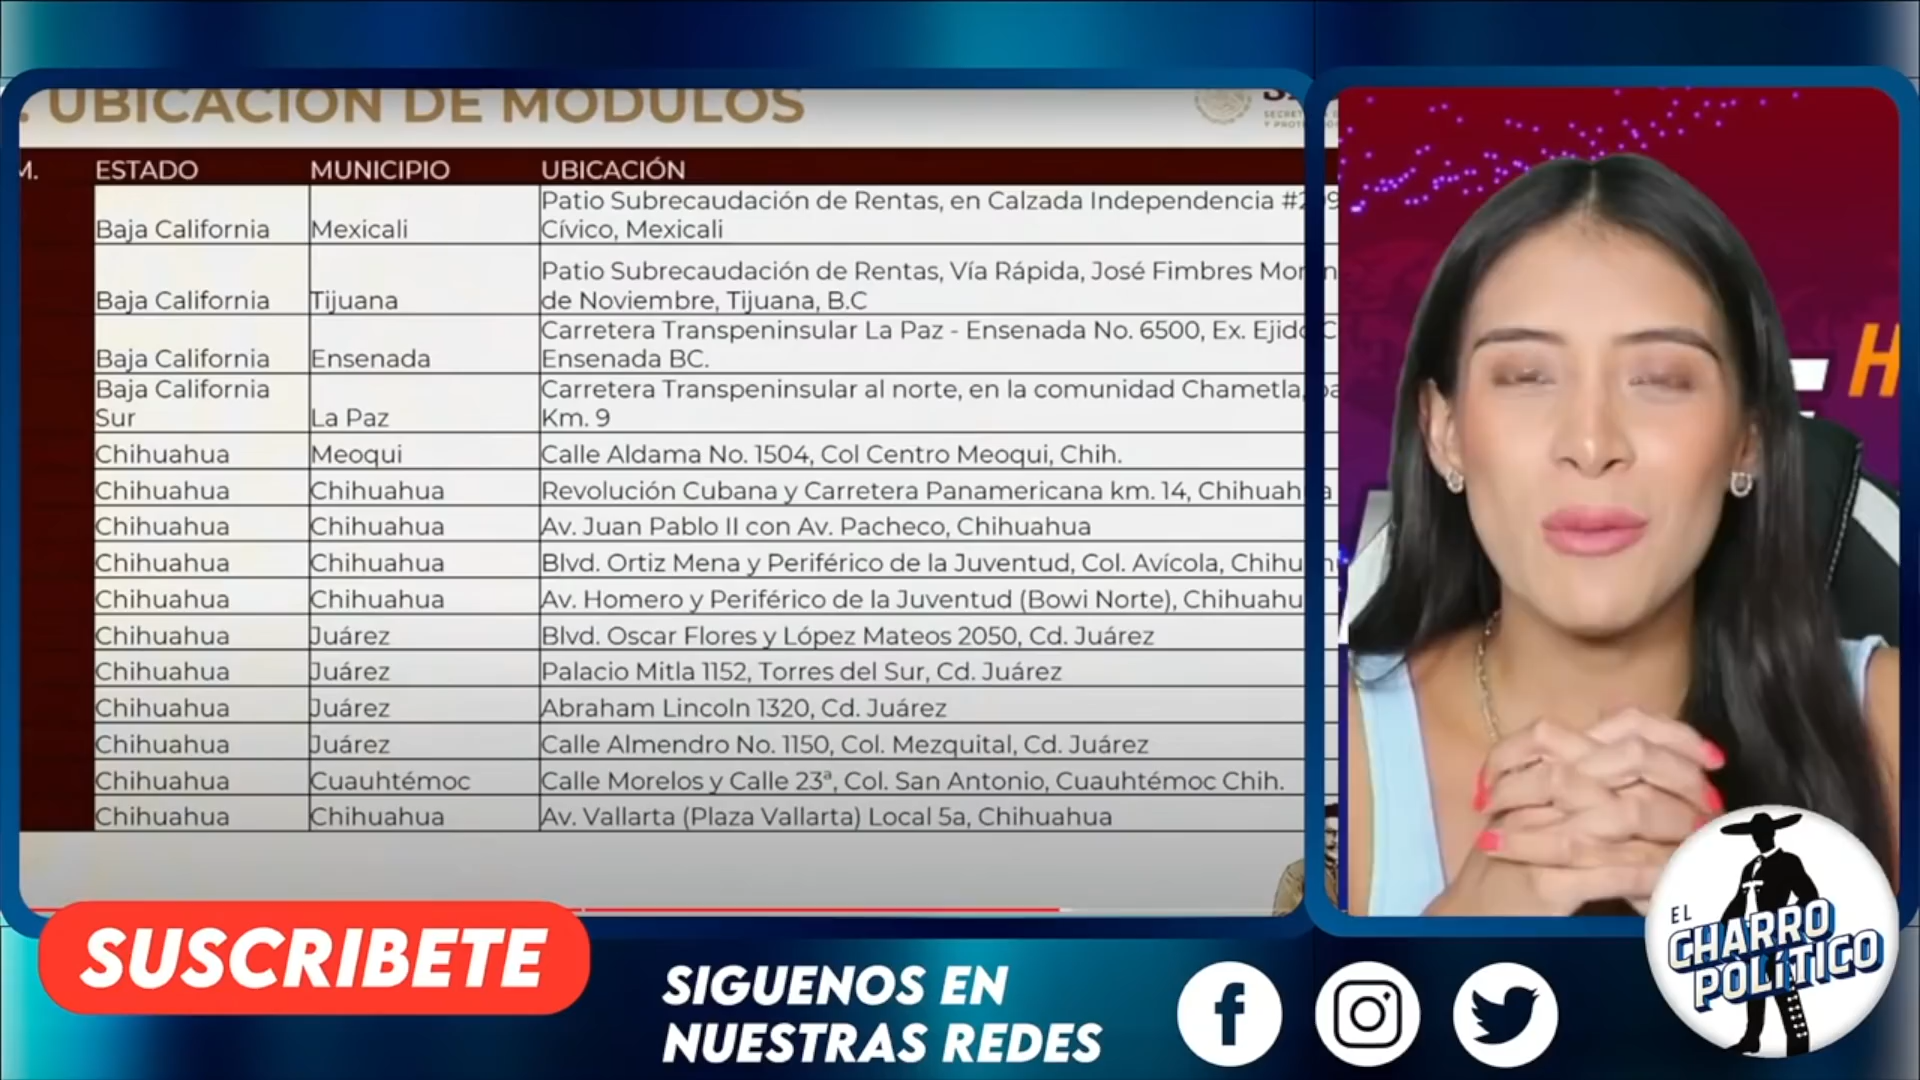 . UBICACIÓN DE MÓDULOS
M. ESTADO MUNICIPIO UBICACIÓN
Patio Subrecaudación de Rentas, en Calzada Independencia
Baja California Mexicali Cívico, Mexicali
Patio Subrecaudación de Rentas, Vía Rápida, José Fimbres
Baja California Tijuana de Noviembre, Tijuana, B.C
Carretera Transpeninsular La Paz - Ensenada No. 6500, Ex. Ejido
Baja California Ensenada Ensenada BC.
Baja California Carretera Transpeninsular al norte, en la comunidad Chametla,
Sur La Paz Km. 9
Chihuahua Meoqui Calle Aldama No. 1504, Col Centro Meoqui, Chih.
Chihuahua Chihuahua Revolución Cubana y Carretera Panamericana km. 14, Chihuahua
Chihuahua Chihuahua Av. Juan Pablo II con Av. Pacheco, Chihuahua
Chihuahua Chihuahua Blvd. Ortiz Mena y Periférico de la Juventud, Col. Avícola, Chihu
Chihuahua Chihuahua Av. Homero y Periférico de la Juventud (Bowi Norte), Chihuahu
Chihuahua Juárez Blvd. Oscar Flores y López Mateos 2050, Cd. Juárez
Chihuahua Juárez Palacio Mitla 1152, Torres del Sur, Cd. Juárez
Chihuahua Juárez Abraham Lincoln 1320, Cd. Juárez
Chihuahua Juárez Calle Almendro No. 1150, Col. Mezquital, Cd. Juárez
Chihuahua Cuauhtémoc Calle Morelos y Calle 23ª, Col. San Antonio, Cuauhtémoc Chih.
Chihuahua Chihuahua Av. Vallarta (Plaza Vallarta) Local 5a, Chihuahua
H
SUSCRIBETE
SIGUENOS EN
NUESTRAS REDES
EL
CHARRO
POLÍTICO